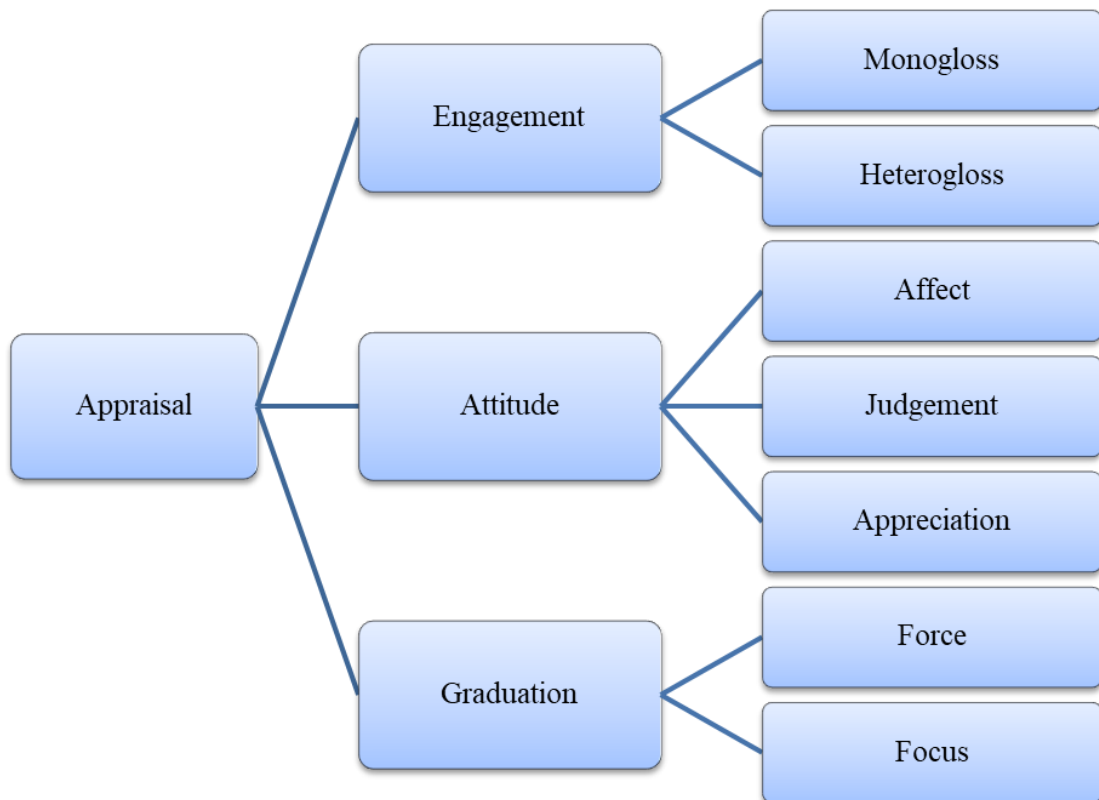 Appraisal
Engagement
Monogloss
Heterogloss
Attitude
Affect
Judgement
Appreciation
Graduation
Force
Focus